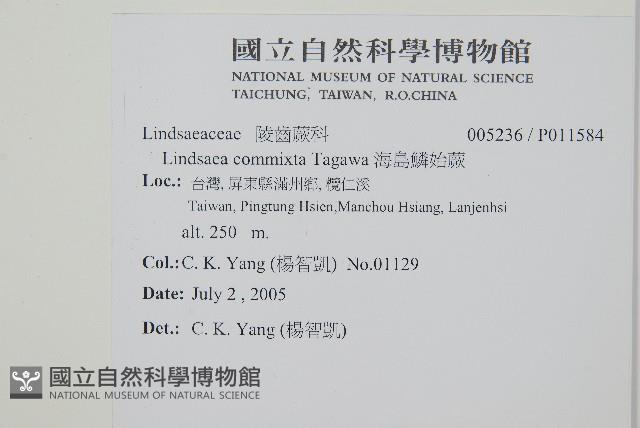 國立自然科學博物館
NATIONAL MUSEUM OF NATURAL SCIENCE
TAICHUNG, TAIWAN, R.O.CHINA
Lindsaeaceae 陵齒蕨科 005236 / P011584
Lindsaea commixta Tagawa 海島鱗始蕨
Loc.: 台灣, 屏東縣滿州鄉, 欖仁溪
Taiwan, Pingtung Hsien,Manchou Hsiang, Lanjenhsi
alt. 250 m.
Col.: C. K. Yang (楊智凱) No.01129
Date: July 2 , 2005
Det.: C. K. Yang (楊智凱)
國立自然科學博物館
NATIONAL MUSEUM OF NATURAL SCIENCE